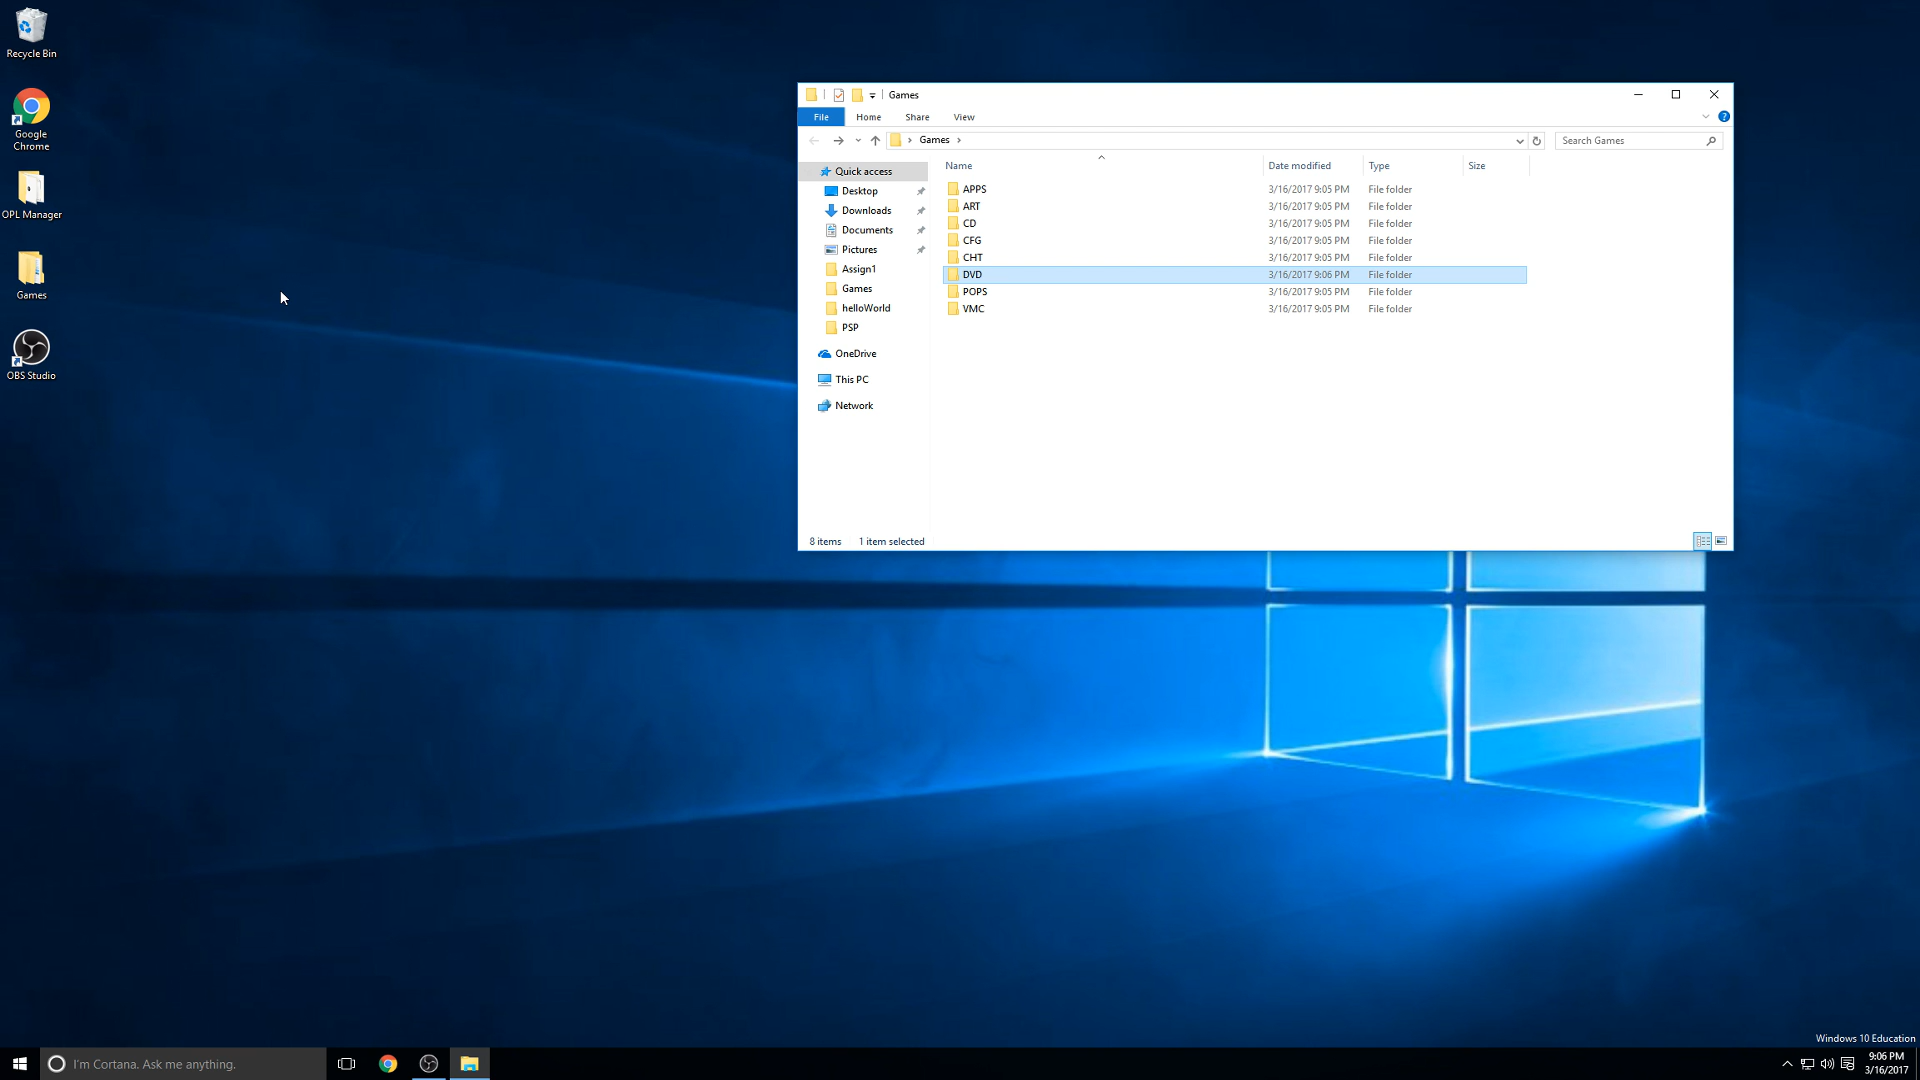 Recycle Bin
Google
Chrome
OPL Manager
Games
OBS Studio
Games
File Home Share View
Games
Search Games
Quick access
Desktop
Downloads
Documents
Pictures
Assign1
Games
helloWorld
PSP
OneDrive
This PC
Network
Name Date modified Type Size
APPS 3/16/2017 9:05 PM File folder
ART 3/16/2017 9:05 PM File folder
CD 3/16/2017 9:05 PM File folder
CFG 3/16/2017 9:05 PM File folder
CHT 3/16/2017 9:05 PM File folder
DVD 3/16/2017 9:06 PM File folder
POPS 3/16/2017 9:05 PM File folder
VMC 3/16/2017 9:05 PM File folder
8 items 1 item selected
Windows 10 Education
I'm Cortana. Ask me anything.
9:06 PM
3/16/2017